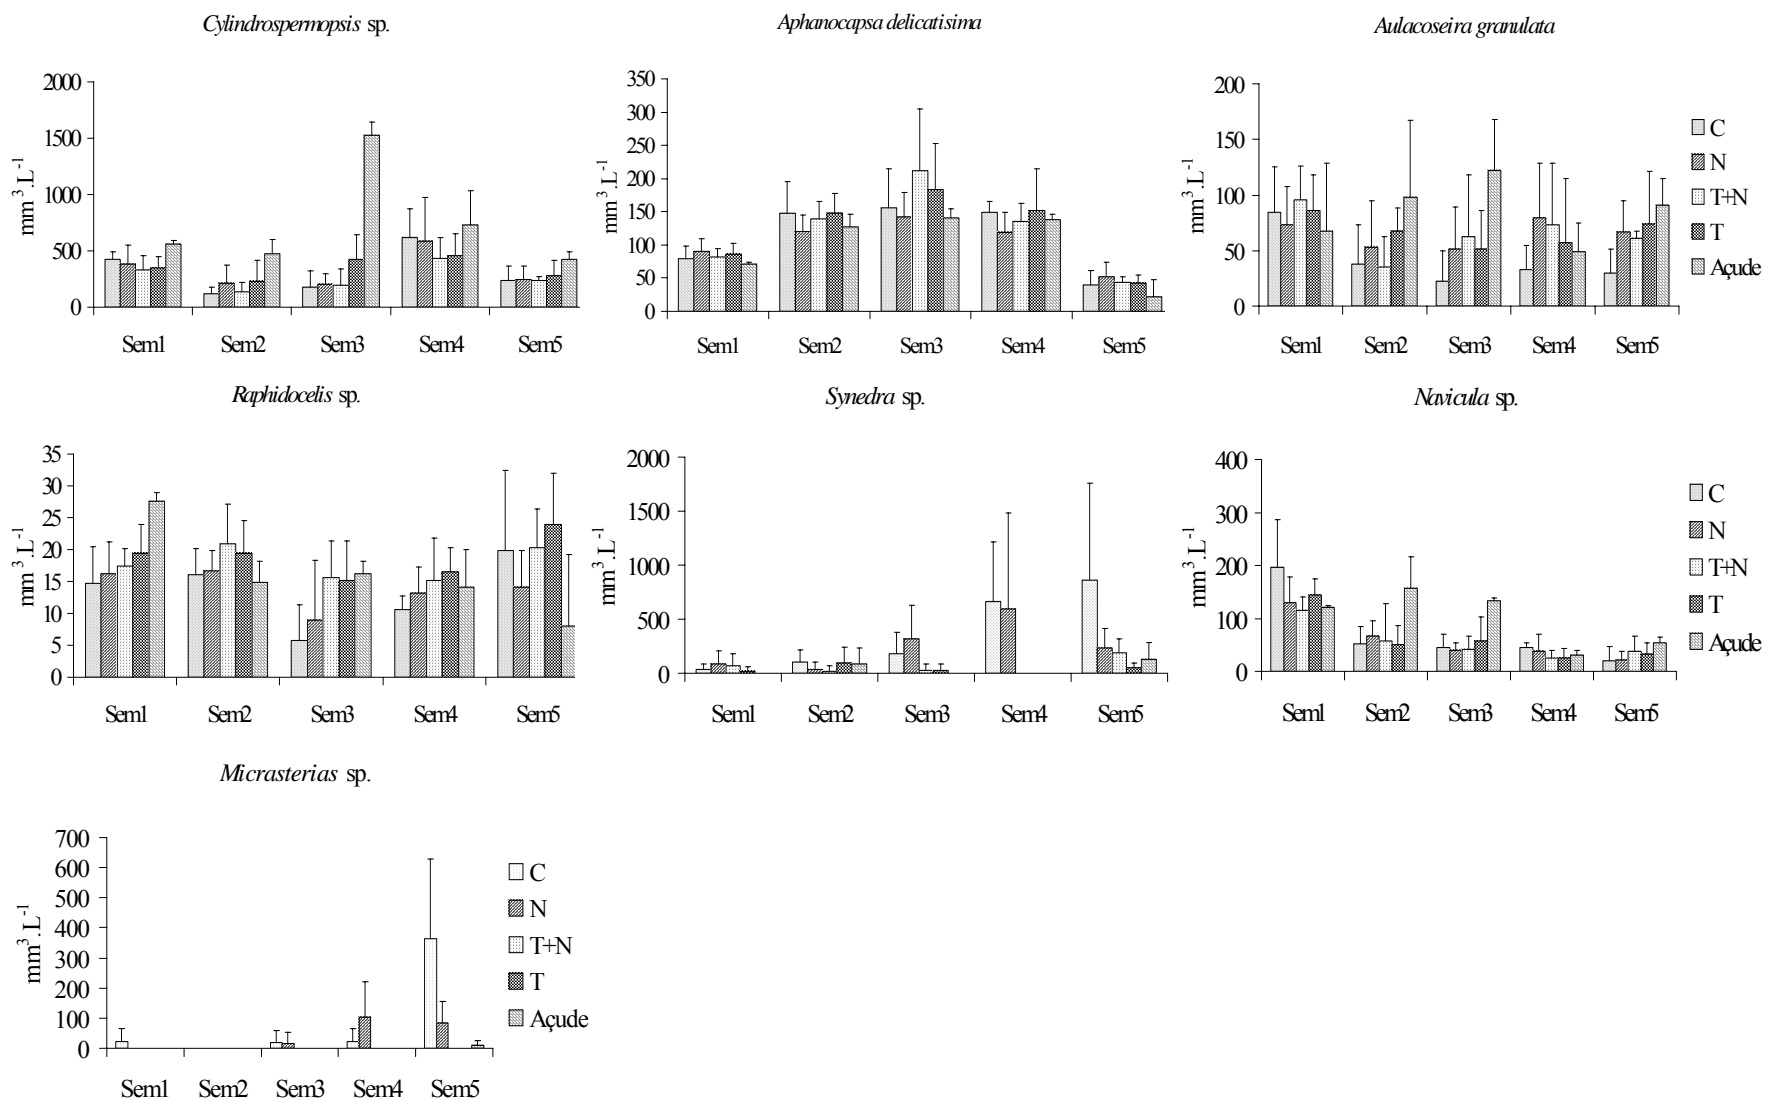 Cylindrospermopsis sp.
2000
1500
1000
500
0
mm³.L⁻¹
Sem1 Sem2 Sem3 Sem4 Sem5
Aphanocapsa delicatisima
350
300
250
200
150
100
50
0
mm³.L⁻¹
Sem1 Sem2 Sem3 Sem4 Sem5
Aulacoseira granulata
200
150
100
50
0
mm³.L⁻¹
Sem1 Sem2 Sem3 Sem4 Sem5
C
N
T+N
T
Açude
Raphidocelis sp.
35
30
25
20
15
10
5
0
mm³.L⁻¹
Sem1 Sem2 Sem3 Sem4 Sem5
Synedra sp.
2000
1500
1000
500
0
mm³.L⁻¹
Sem1 Sem2 Sem3 Sem4 Sem5
Navicula sp.
400
300
200
100
0
mm³.L⁻¹
Sem1 Sem2 Sem3 Sem4 Sem5
C
N
T+N
T
Açude
Micrasterias sp.
700
600
500
400
300
200
100
0
mm³.L⁻¹
Sem1 Sem2 Sem3 Sem4 Sem5
C
N
T+N
T
Açude